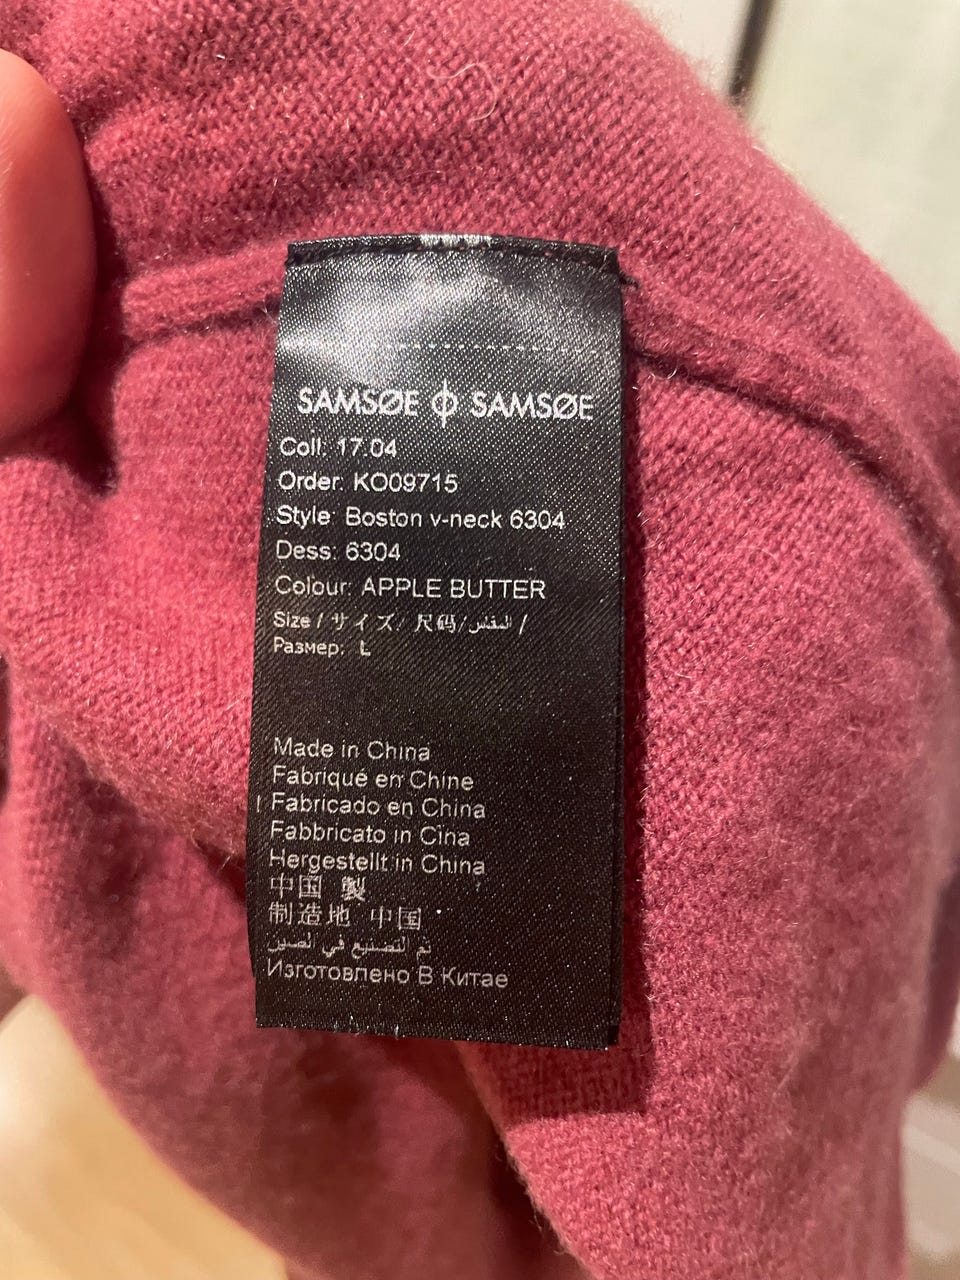 SAMSØE ϕ SAMSØE
Coll: 17.04
Order: KO09715
Style: Boston v-neck 6304
Dess: 6304
Colour: APPLE BUTTER
Size / サイズ/ 尺码/المقس /
Размер: L
Made in China
Fabriqué en Chine
Fabricado en China
Fabbricato in Cina
Hergestellt in China
中国 製
制造地 中国
تم التصنيع في الصين
Изготовлено В Китае